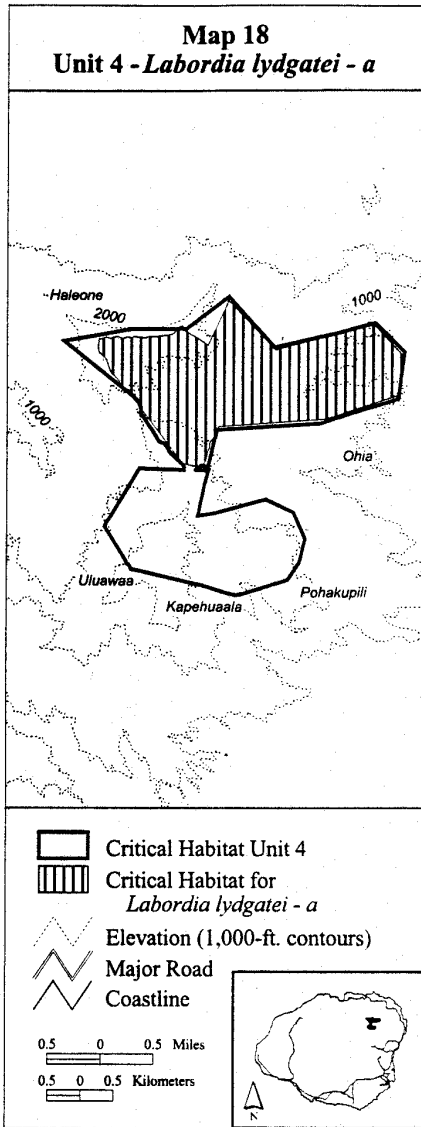 Map 18
Unit 4 - Labordia lydgatei - a
Haleone
2000
1000
1000
Ohia
Uluawaa
Kapehuaala
Pohakupili
Critical Habitat Unit 4
Critical Habitat for
Labordia lydgatei - a
Elevation (1,000-ft. contours)
Major Road
Coastline
0.5 0 0.5 Miles
0.5 0 0.5 Kilometers
N